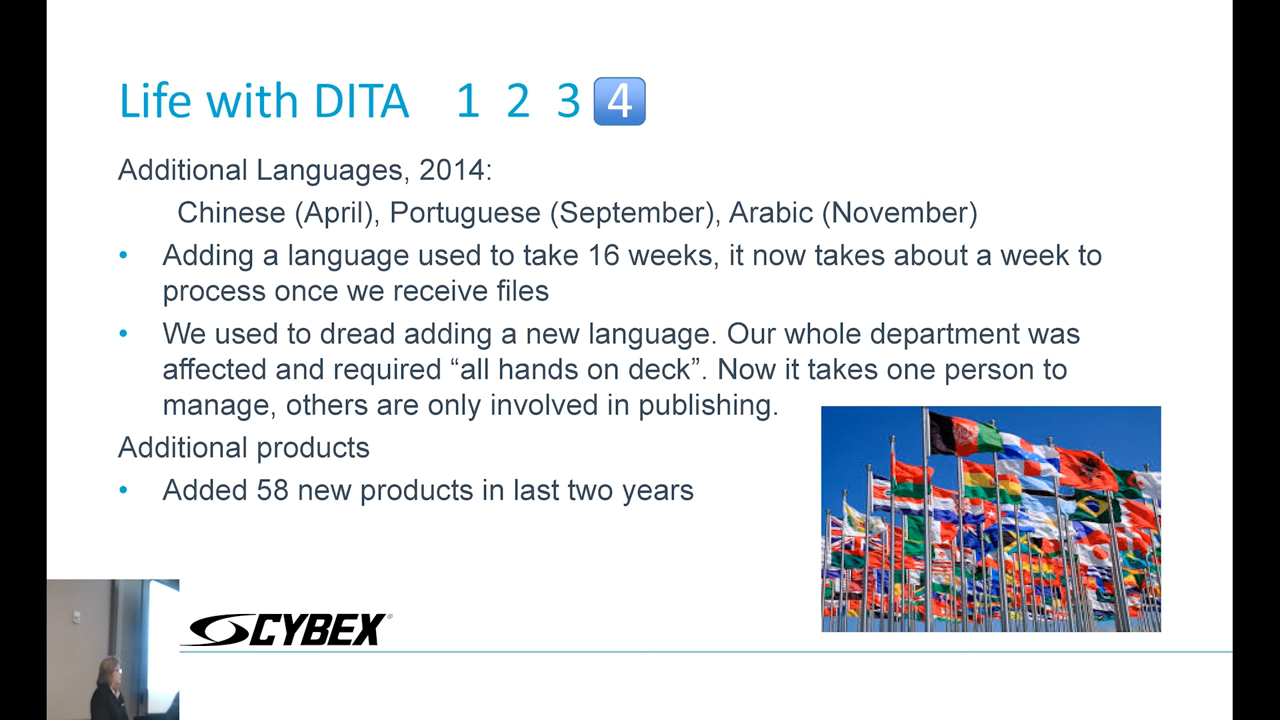 Life with DITA 1 2 3 4
Additional Languages, 2014:
Chinese (April), Portuguese (September), Arabic (November)
• Adding a language used to take 16 weeks, it now takes about a week to
process once we receive files
• We used to dread adding a new language. Our whole department was
affected and required “all hands on deck”. Now it takes one person to
manage, others are only involved in publishing.
Additional products
• Added 58 new products in last two years
CYBEX®